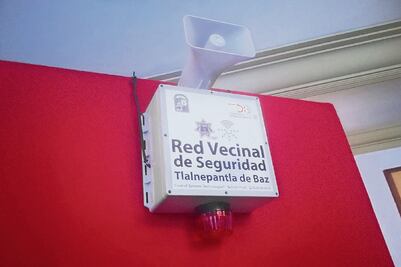 Red Vecinal
de Seguridad
Tlalnepantla de Baz